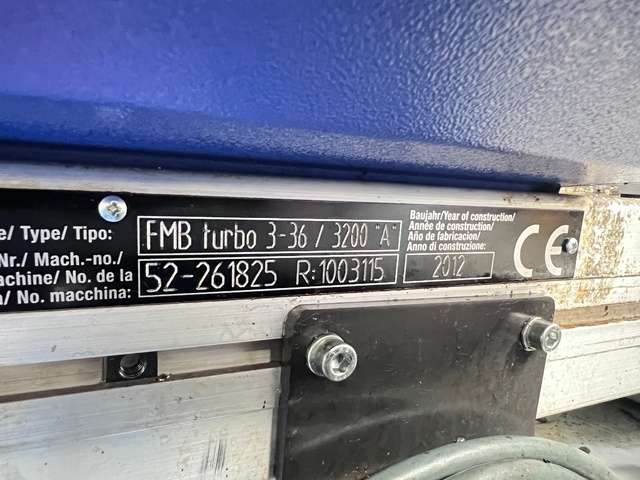 e/ Type/ Tipo:
FMB turbo 3-36 / 3200 "A"
Nr./ Mach.-no./
achine/ No. de la
/ No. macchina:
52-261825 R:1003115
Baujahr/Year of construction/
Année de construction/
Año de fabricacion/
Anno di construzione:
2012
CE